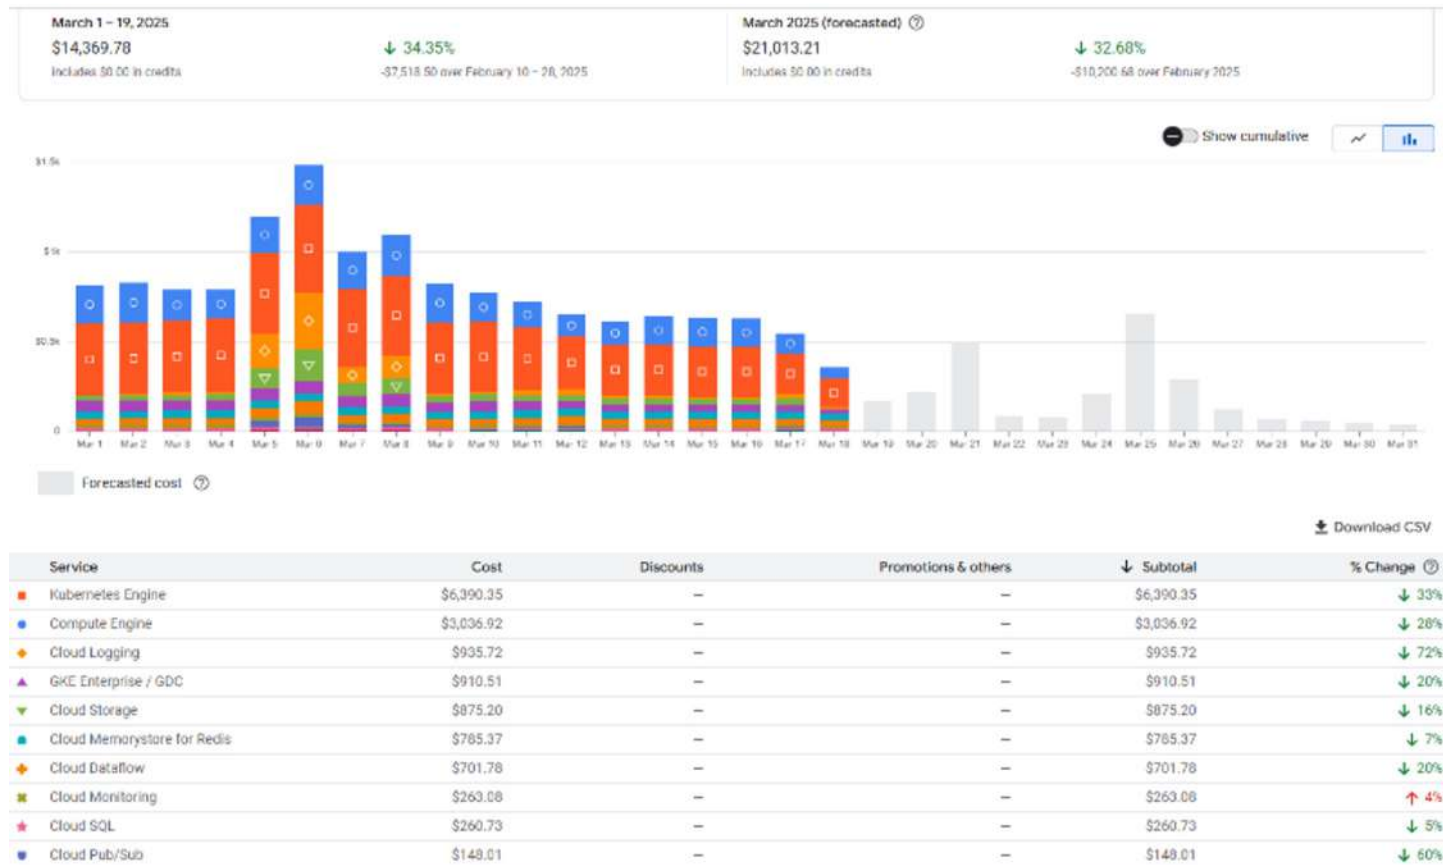 March 1 – 19, 2025
$14,369.78
Includes $0.00 in credits
↓ 34.35%
-$7,518.50 over February 10 – 28, 2025
March 2025 (forecasted)
$21,013.21
Includes $0.00 in credits
↓ 32.68%
-$10,200.68 over February 2025
Show cumulative
$1.5k
$1k
$0.5k
0
Mar 1 Mar 2 Mar 3 Mar 4 Mar 5 Mar 6 Mar 7 Mar 8 Mar 9 Mar 10 Mar 11 Mar 12 Mar 13 Mar 14 Mar 15 Mar 16 Mar 17 Mar 18 Mar 19 Mar 20 Mar 21 Mar 22 Mar 23 Mar 24 Mar 25 Mar 26 Mar 27 Mar 28 Mar 29 Mar 30 Mar 31
Forecasted cost
Download CSV
Service Cost Discounts Promotions & others ↓ Subtotal % Change
Kubernetes Engine $6,390.35 – – $6,390.35 ↓ 33%
Compute Engine $3,036.92 – – $3,036.92 ↓ 28%
Cloud Logging $935.72 – – $935.72 ↓ 72%
GKE Enterprise / GDC $910.51 – – $910.51 ↓ 20%
Cloud Storage $875.20 – – $875.20 ↓ 16%
Cloud Memorystore for Redis $785.37 – – $785.37 ↓ 7%
Cloud Dataflow $701.78 – – $701.78 ↓ 20%
Cloud Monitoring $263.08 – – $263.08 ↑ 4%
Cloud SQL $260.73 – – $260.73 ↓ 5%
Cloud Pub/Sub $148.01 – – $148.01 ↓ 60%